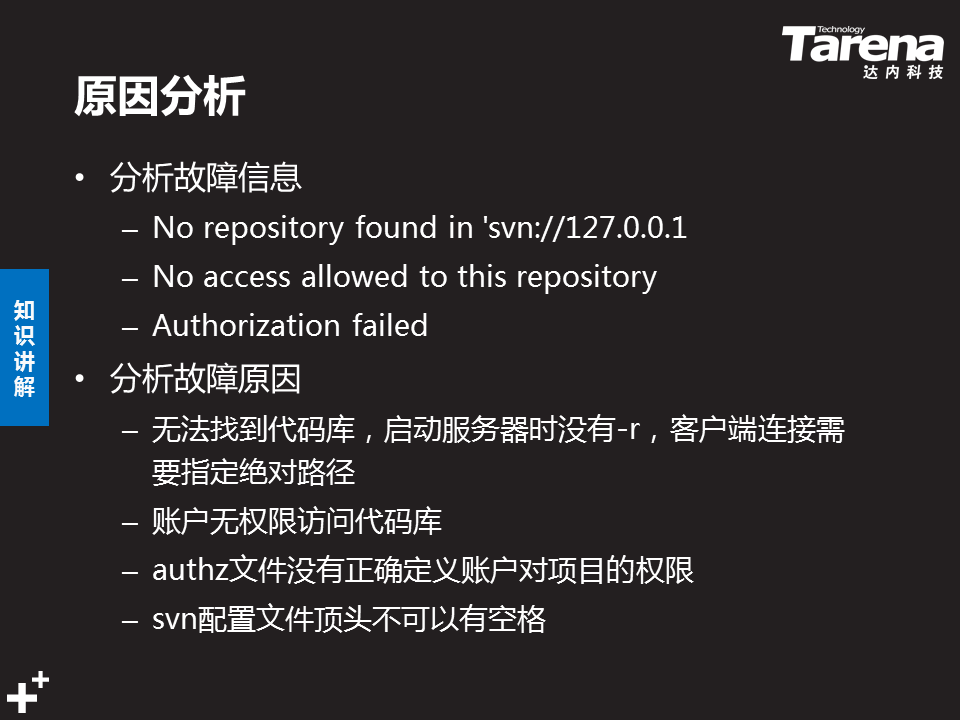 Technology
Tarena
达内科技
原因分析
• 分析故障信息
– No repository found in 'svn://127.0.0.1
– No access allowed to this repository
– Authorization failed
知识讲解
• 分析故障原因
– 无法找到代码库，启动服务器时没有-r，客户端连接需
要指定绝对路径
– 账户无权限访问代码库
– authz文件没有正确定义账户对项目的权限
– svn配置文件顶头不可以有空格